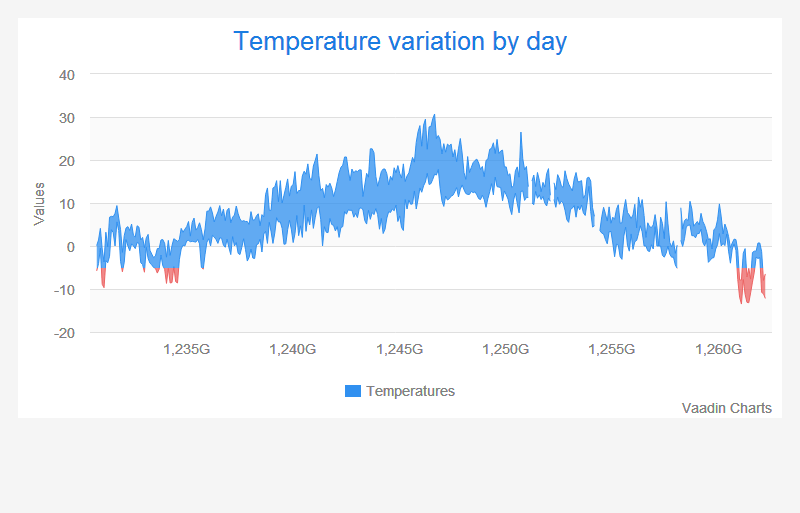 Temperature variation by day
40
30
20
10
0
-10
-20
Values
1,235G 1,240G 1,245G 1,250G 1,255G 1,260G
Temperatures
Vaadin Charts